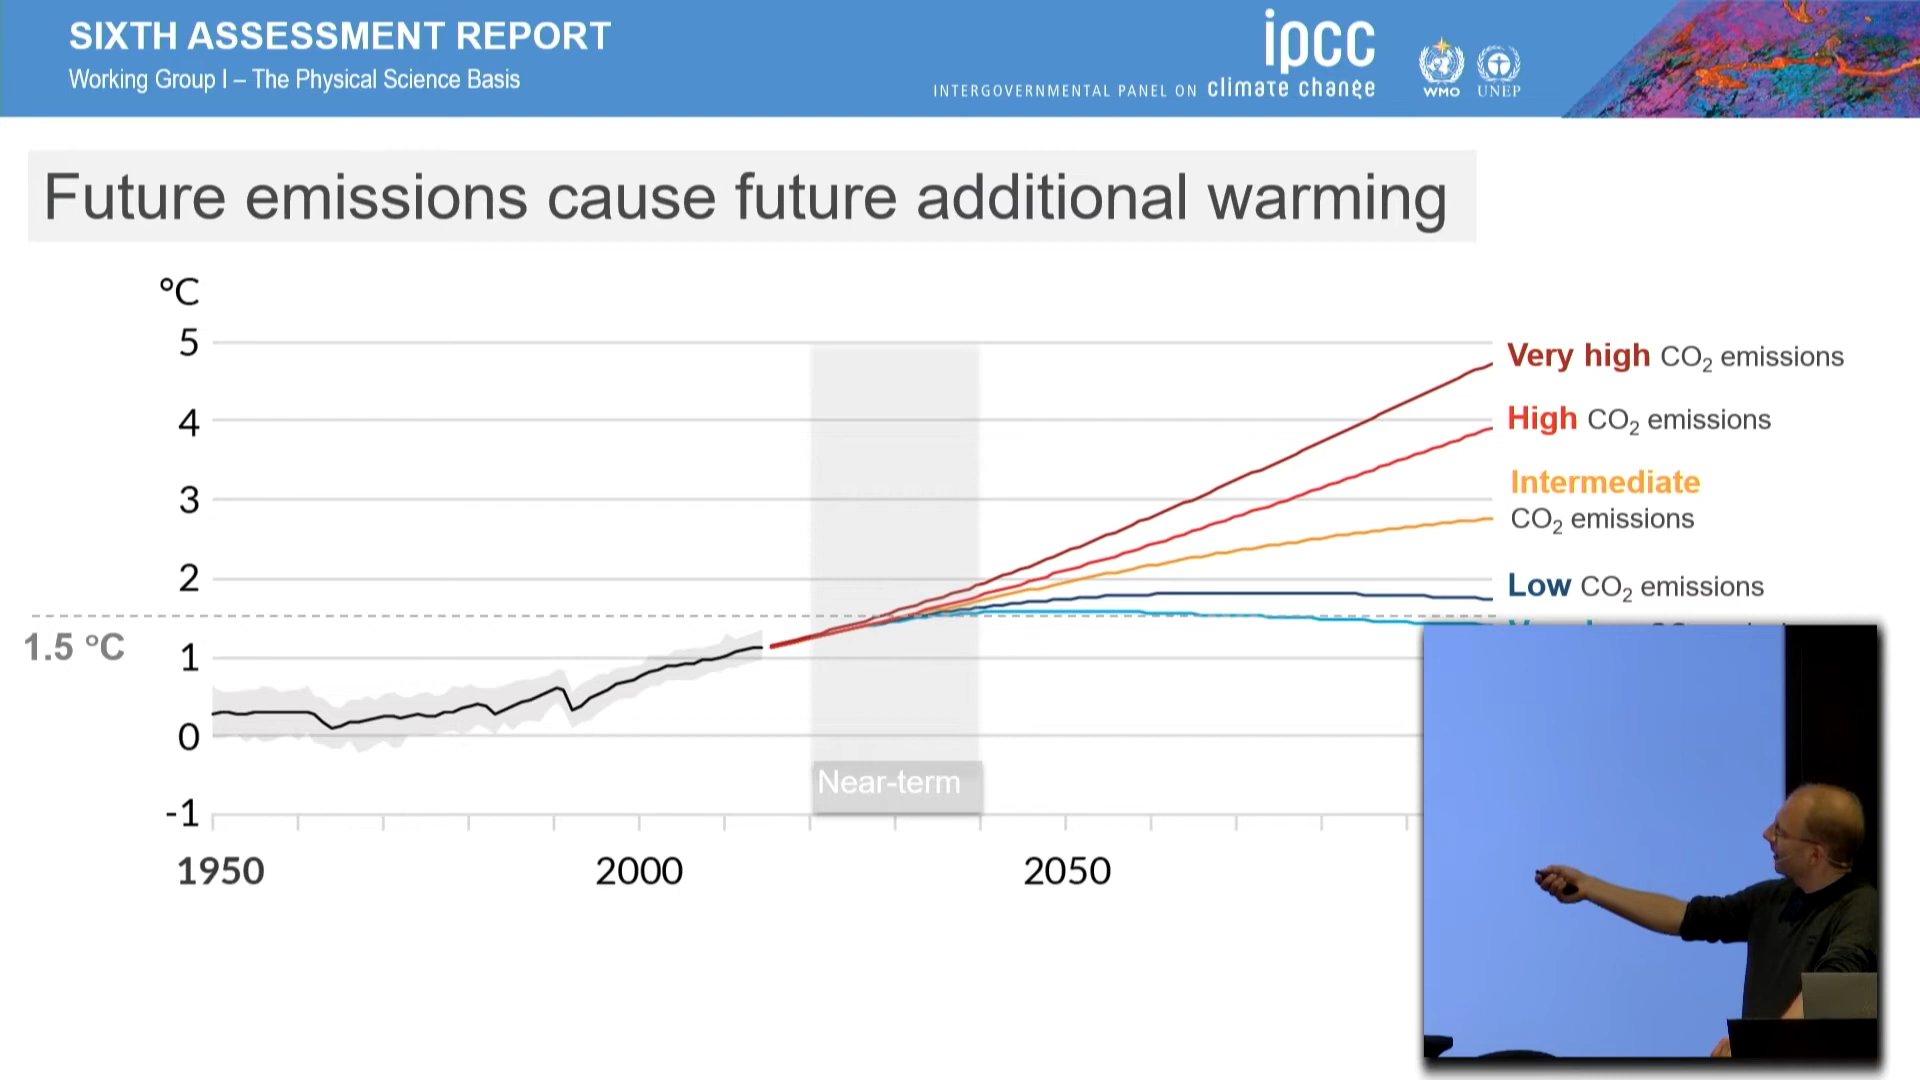 SIXTH ASSESSMENT REPORT
Working Group I – The Physical Science Basis
ipcc
INTERGOVERNMENTAL PANEL ON climate change
WMO
UNEP
Future emissions cause future additional warming
°C
5
4
3
2
1
0
-1
1.5 °C
Very high CO₂ emissions
High CO₂ emissions
Intermediate
CO₂ emissions
Low CO₂ emissions
Near-term
1950
2000
2050